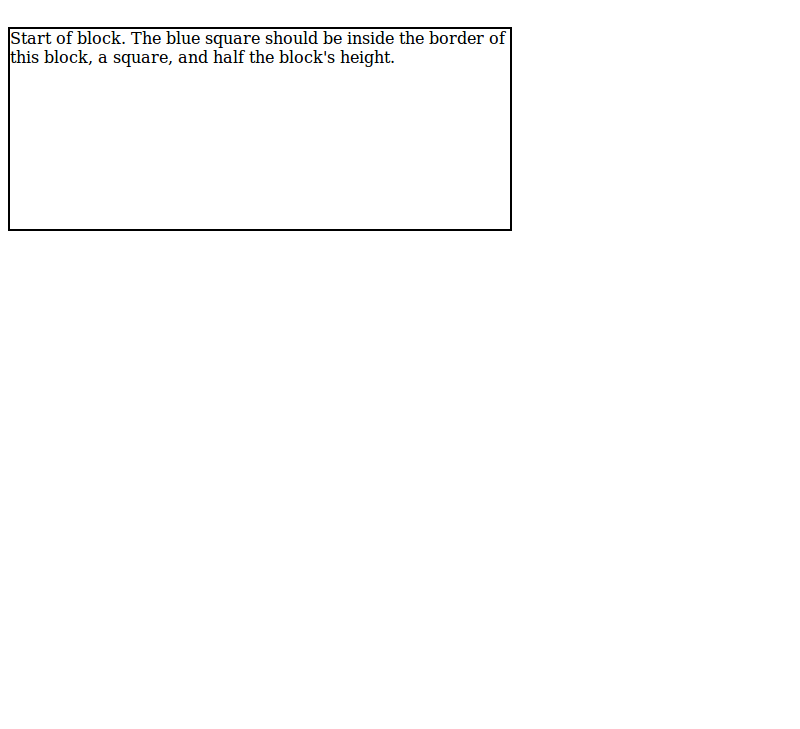 Start of block. The blue square should be inside the border of
this block, a square, and half the block's height.